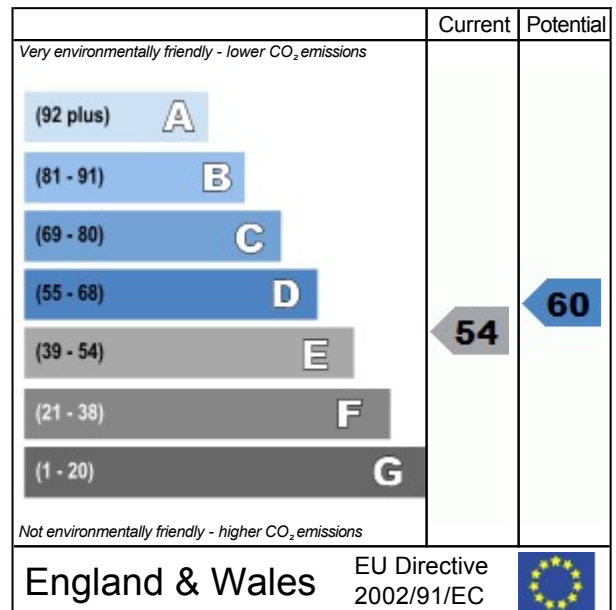 Current Potential
Very environmentally friendly - lower CO₂ emissions
(92 plus) A
(81 - 91) B
(69 - 80) C
(55 - 68) D
(39 - 54) E
(21 - 38) F
(1 - 20) G
54
60
Not environmentally friendly - higher CO₂ emissions
England & Wales
EU Directive
2002/91/EC